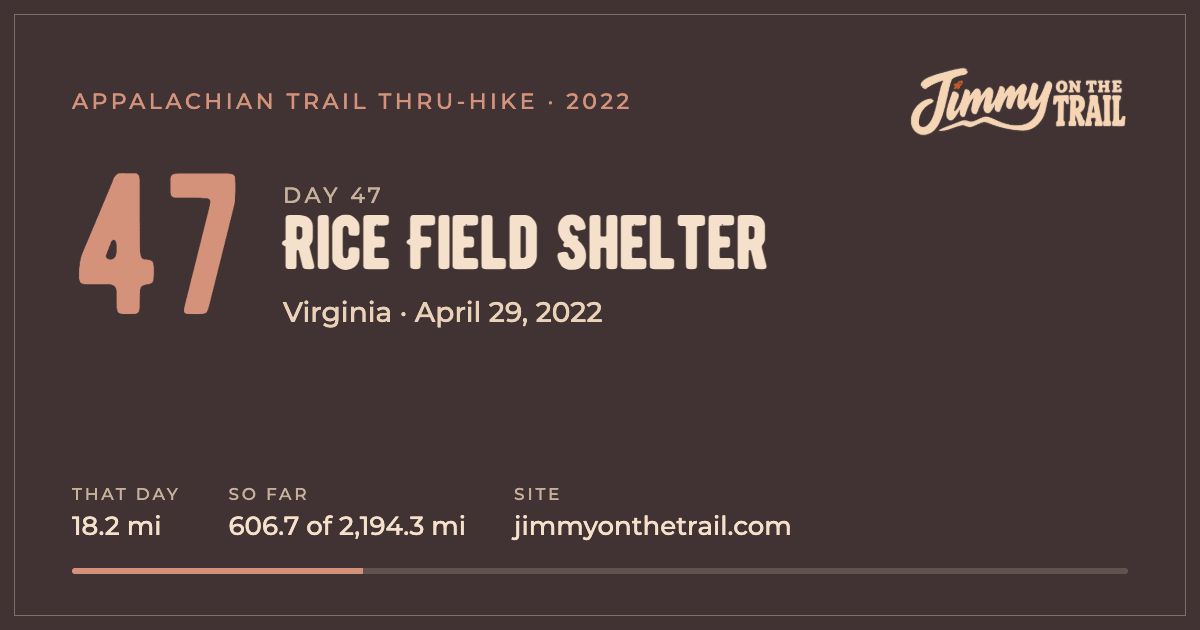 APPALACHIAN TRAIL THRU-HIKE · 2022
Jimmy ON THE TRAIL
47
DAY 47
RICE FIELD SHELTER
Virginia · April 29, 2022
THAT DAY SO FAR SITE
18.2 mi 606.7 of 2,194.3 mi jimmyonthetrail.com